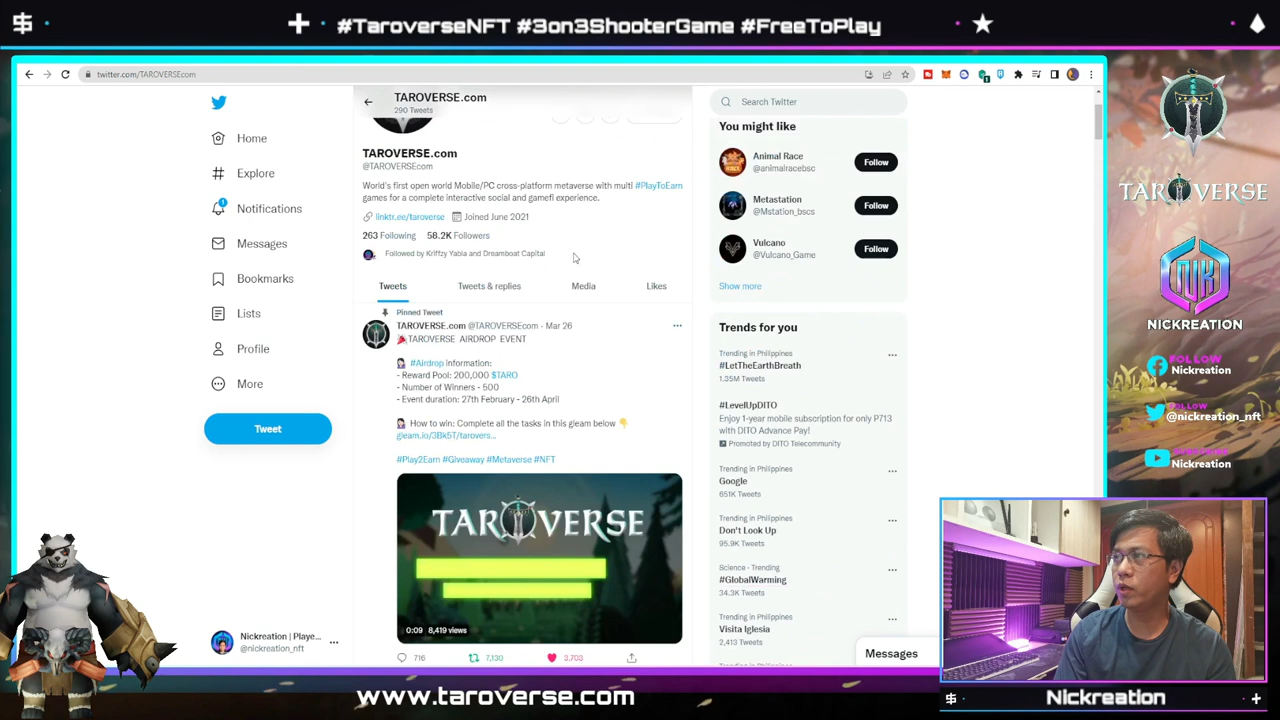 #TaroverseNFT #3on3ShooterGame #FreeToPlay
twitter.com/TAROVERSEcom
TAROVERSE.com
290 Tweets
Home
Explore
1
Notifications
Messages
Bookmarks
Lists
Profile
More
Tweet
Nickreation | Playe...
@nickreation_nft
TAROVERSE.com
@TAROVERSEcom
World's first open world Mobile/PC cross-platform metaverse with multi #PlayToEarn
games for a complete interactive social and gamefi experience.
linktr.ee/taroverse Joined June 2021
263 Following 58.2K Followers
Followed by Kriffzy Yabla and Dreamboat Capital
Tweets Tweets & replies Media Likes
Pinned Tweet
TAROVERSE.com @TAROVERSEcom - Mar 26
TAROVERSE AIRDROP EVENT
#Airdrop information:
- Reward Pool: 200,000 $TARO
- Number of Winners - 500
- Event duration: 27th February - 26th April
How to win: Complete all the tasks in this gleam below
gleam.io/3Bk5T/tarovers...
#Play2Earn #Giveaway #Metaverse #NFT
TAROVERSE
0:09 8,419 views
716 7,130 3,703
Search Twitter
You might like
Animal Race
@animalracebsc
Follow
Metastation
@Mstation_bscs
Follow
Vulcano
@Vulcano_Game
Follow
Show more
Trends for you
Trending in Philippines
#LetTheEarthBreath
1.35M Tweets
#LevelUpDITO
Enjoy 1-year mobile subscription for only P713
with DITO Advance Pay!
Promoted by DITO Telecommunity
Trending in Philippines
Google
651K Tweets
Trending in Philippines
Don't Look Up
95.9K Tweets
Science - Trending
#GlobalWarming
34.3K Tweets
Trending in Philippines
Visita Iglesia
2,413 Tweets
Messages
TAROVERSE
NICKREATION
FOLLOW
Nickreation
FOLLOW
@nickreation_nft
Nickreation
www.taroverse.com
Nickreation